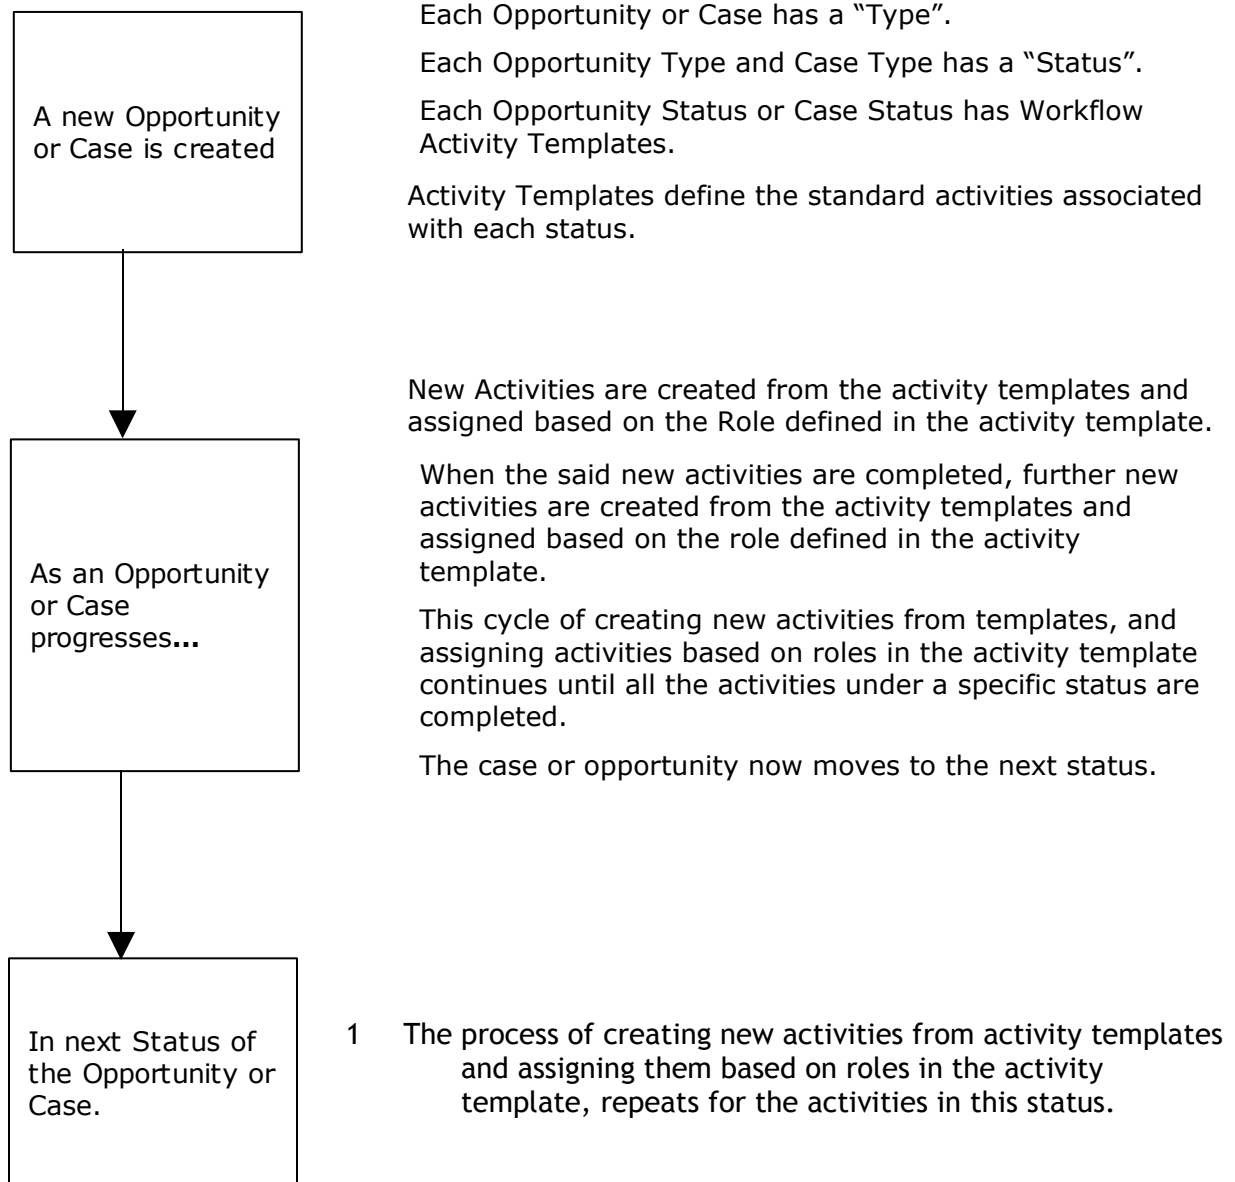 Each Opportunity or Case has a “Type”.
Each Opportunity Type and Case Type has a “Status”.
Each Opportunity Status or Case Status has Workflow
Activity Templates.
A new Opportunity
or Case is created
Activity Templates define the standard activities associated
with each status.
New Activities are created from the activity templates and
assigned based on the Role defined in the activity template.
When the said new activities are completed, further new
activities are created from the activity templates and
assigned based on the role defined in the activity
template.
As an Opportunity
or Case
progresses...
This cycle of creating new activities from templates, and
assigning activities based on roles in the activity template
continues until all the activities under a specific status are
completed.
The case or opportunity now moves to the next status.
In next Status of
the Opportunity or
Case.
1 The process of creating new activities from activity templates
and assigning them based on roles in the activity
template, repeats for the activities in this status.